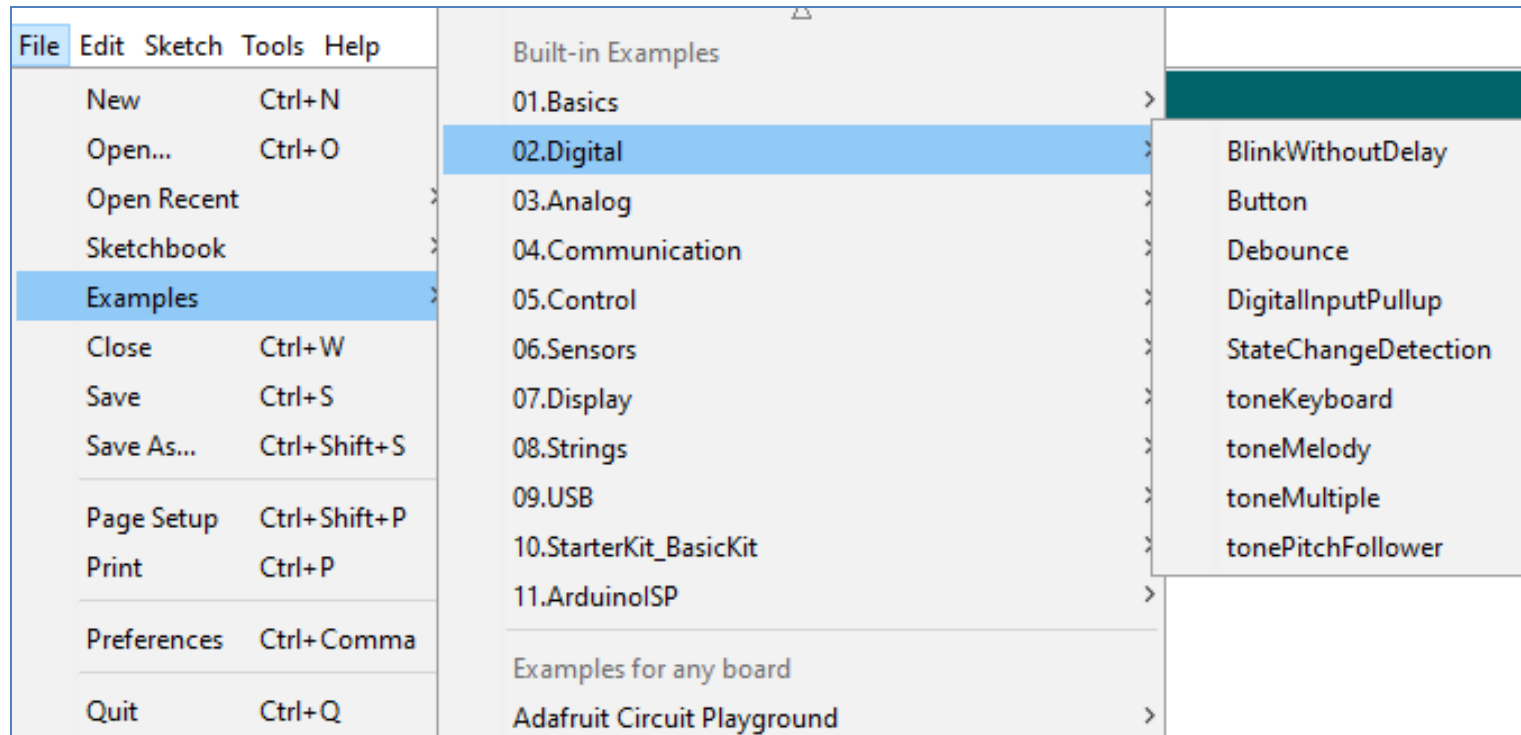 File Edit Sketch Tools Help
New Ctrl+N
Open... Ctrl+O
Open Recent
Sketchbook
Examples
Close Ctrl+W
Save Ctrl+S
Save As... Ctrl+Shift+S
Page Setup Ctrl+Shift+P
Print Ctrl+P
Preferences Ctrl+Comma
Quit Ctrl+Q
Built-in Examples
01.Basics
02.Digital
03.Analog
04.Communication
05.Control
06.Sensors
07.Display
08.Strings
09.USB
10.StarterKit_BasicKit
11.ArduinoISP
Examples for any board
Adafruit Circuit Playground
BlinkWithoutDelay
Button
Debounce
DigitalInputPullup
StateChangeDetection
toneKeyboard
toneMelody
toneMultiple
tonePitchFollower